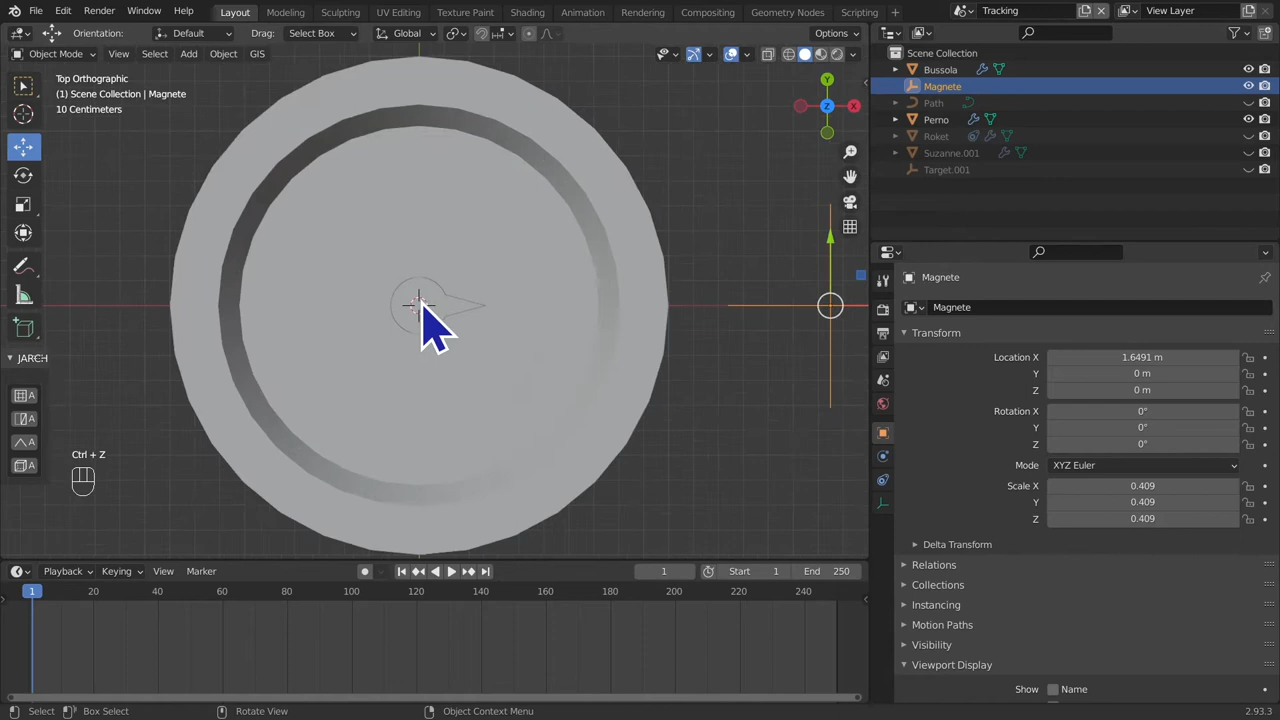 File Edit Render Window Help Layout Modeling Sculpting UV Editing Texture Paint Shading Animation Rendering Compositing Geometry Nodes Scripting + Tracking View Layer
Orientation: Default Drag: Select Box Global Options
Object Mode View Select Add Object GIS
Scene Collection
Bussola
Magnete
Path
Perno
Roket
Suzanne.001
Target.001
Top Orthographic
(1) Scene Collection | Magnete
10 Centimeters
Y
Z
X
JARCH
A
A
A
A
Ctrl + Z
Magnete
Magnete
Transform
Location X 1.6491 m
Y 0 m
Z 0 m
Rotation X 0°
Y 0°
Z 0°
Mode XYZ Euler
Scale X 0.409
Y 0.409
Z 0.409
Delta Transform
Relations
Collections
Instancing
Motion Paths
Visibility
Viewport Display
Show Name
Playback Keying View Marker 1 Start 1 End 250
1 20 40 60 80 100 120 140 160 180 200 220 240
Select Box Select Rotate View Object Context Menu 2.93.3